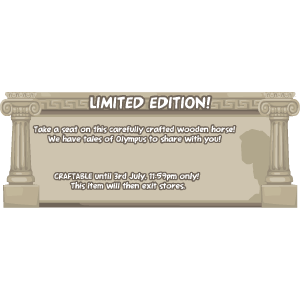 LIMITED EDITION!
Take a seat on this carefully crafted wooden horse!
We have tales of Olympus to share with you!
CRAFTABLE until 3rd July, 11:59pm only!
This item will then exit stores.